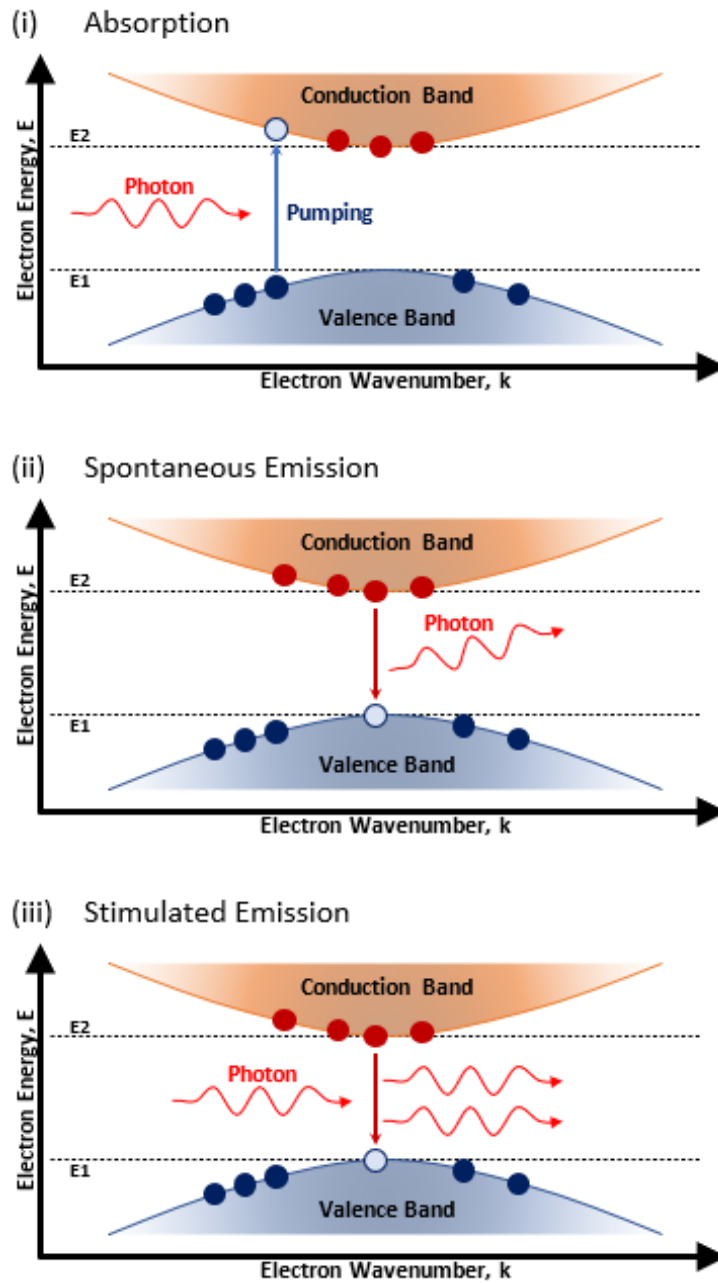 (i) Absorption
Conduction Band
E2
Photon
Pumping
E1
Valence Band
Electron Energy, E
Electron Wavenumber, k
(ii) Spontaneous Emission
Conduction Band
E2
Photon
E1
Valence Band
Electron Energy, E
Electron Wavenumber, k
(iii) Stimulated Emission
Conduction Band
E2
Photon
E1
Valence Band
Electron Energy, E
Electron Wavenumber, k